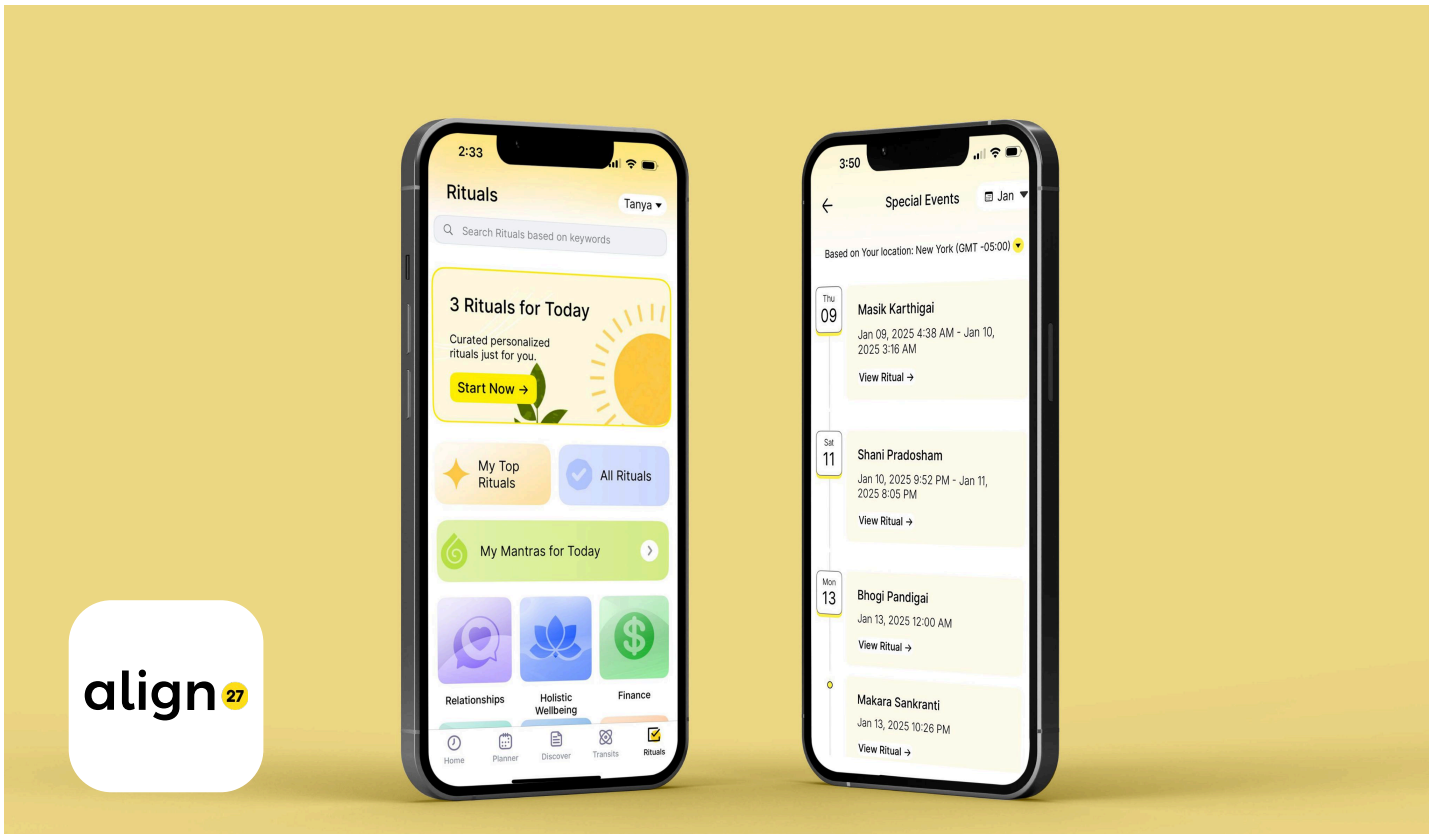 2:33
Rituals
Tanya
Search Rituals based on keywords
3 Rituals for Today
Curated personalized
rituals just for you.
Start Now →
My Top
Rituals
All Rituals
My Mantras for Today
Relationships
Holistic
Wellbeing
Finance
Home
Planner
Discover
Transits
Rituals
3:50
Special Events
Jan
Based on Your location: New York (GMT -05:00)
Thu
09
Masik Karthigai
Jan 09, 2025 4:38 AM - Jan 10,
2025 3:16 AM
View Ritual →
Sat
11
Shani Pradosham
Jan 10, 2025 9:52 PM - Jan 11,
2025 8:05 PM
View Ritual →
Mon
13
Bhogi Pandigai
Jan 13, 2025 12:00 AM
View Ritual →
Makara Sankranti
Jan 13, 2025 10:26 PM
View Ritual →
align 27